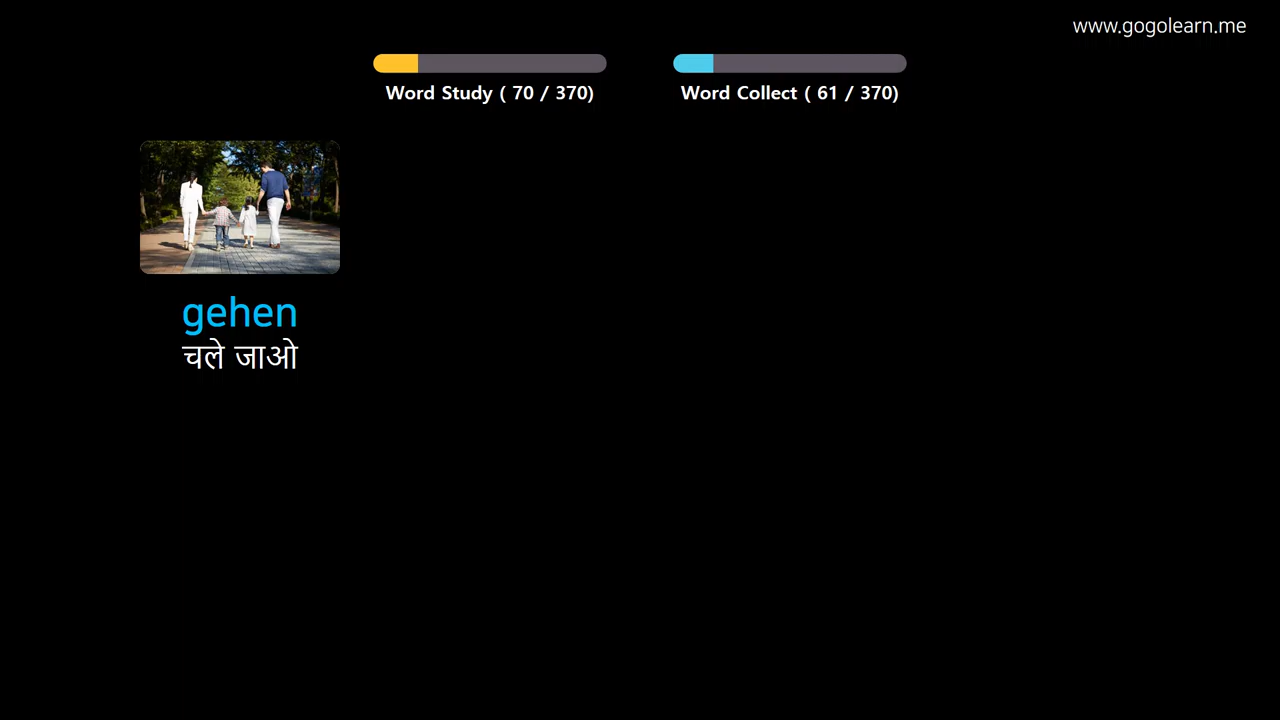 www.gogolearn.me
Word Study ( 70 / 370)
Word Collect ( 61 / 370)
gehen
चले जाओ